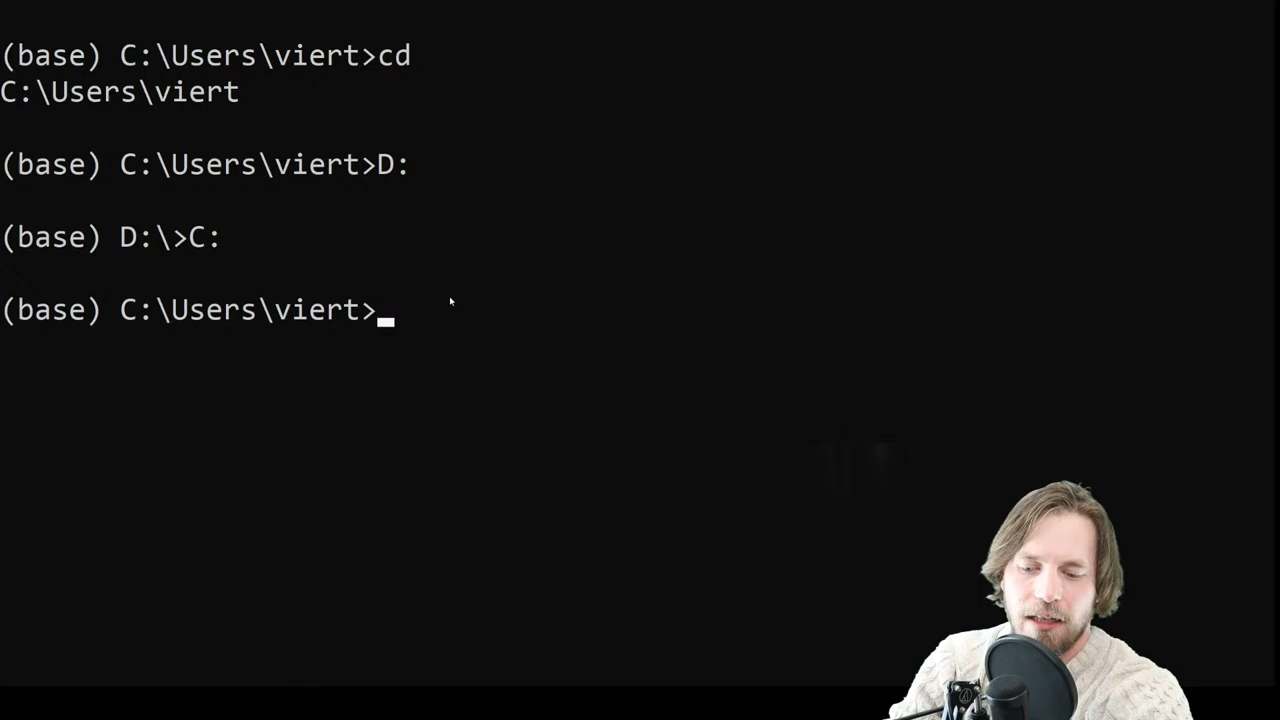 (base) C:\Users\viert>cd
C:\Users\viert
(base) C:\Users\viert>D:
(base) D:\>C:
(base) C:\Users\viert>